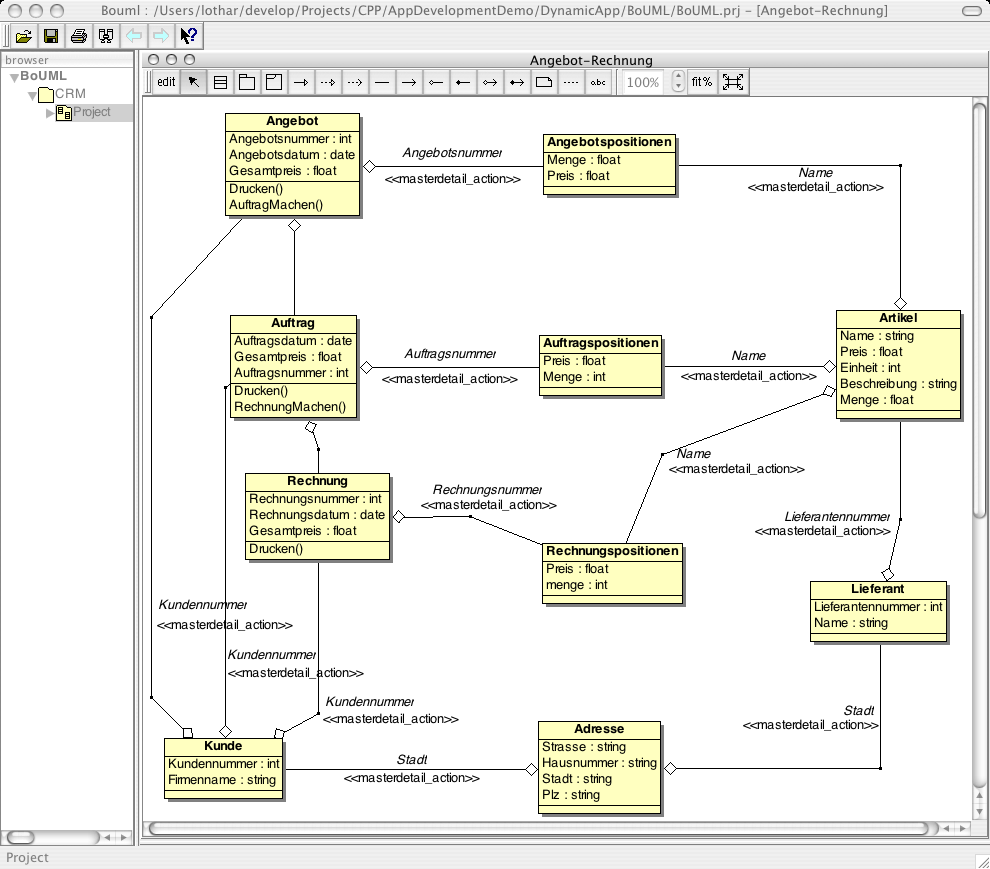 Bouml : /Users/lothar/develop/Projects/CPP/AppDevelopmentDemo/DynamicApp/BoUML/BoUML.prj - [Angebot-Rechnung]
browser
BoUML
CRM
Project
Angebot-Rechnung
edit
abc
100%
fit%
Angebot
Angebotsnummer : int
Angebotsdatum : date
Gesamtpreis : float
Drucken()
AuftragMachen()
Angebotsnummer
<<masterdetail_action>>
Angebotspositionen
Menge : float
Preis : float
Name
<<masterdetail_action>>
Auftrag
Auftragsdatum : date
Gesamtpreis : float
Auftragsnummer : int
Drucken()
RechnungMachen()
Auftragsnummer
<<masterdetail_action>>
Auftragspositionen
Preis : float
Menge : int
Name
<<masterdetail_action>>
Artikel
Name : string
Preis : float
Einheit : int
Beschreibung : string
Menge : float
Name
<<masterdetail_action>>
Rechnung
Rechnungsnummer : int
Rechnungsdatum : date
Gesamtpreis : float
Drucken()
Rechnungsnummer
<<masterdetail_action>>
Rechnungspositionen
Preis : float
menge : int
Lieferantennummer
<<masterdetail_action>>
Lieferant
Lieferantennummer : int
Name : string
Kundennummer
<<masterdetail_action>>
Kundennummer
<<masterdetail_action>>
Kundennummer
<<masterdetail_action>>
Stadt
<<masterdetail_action>>
Kunde
Kundennummer : int
Firmenname : string
Stadt
<<masterdetail_action>>
Adresse
Strasse : string
Hausnummer : string
Stadt : string
Plz : string
Project